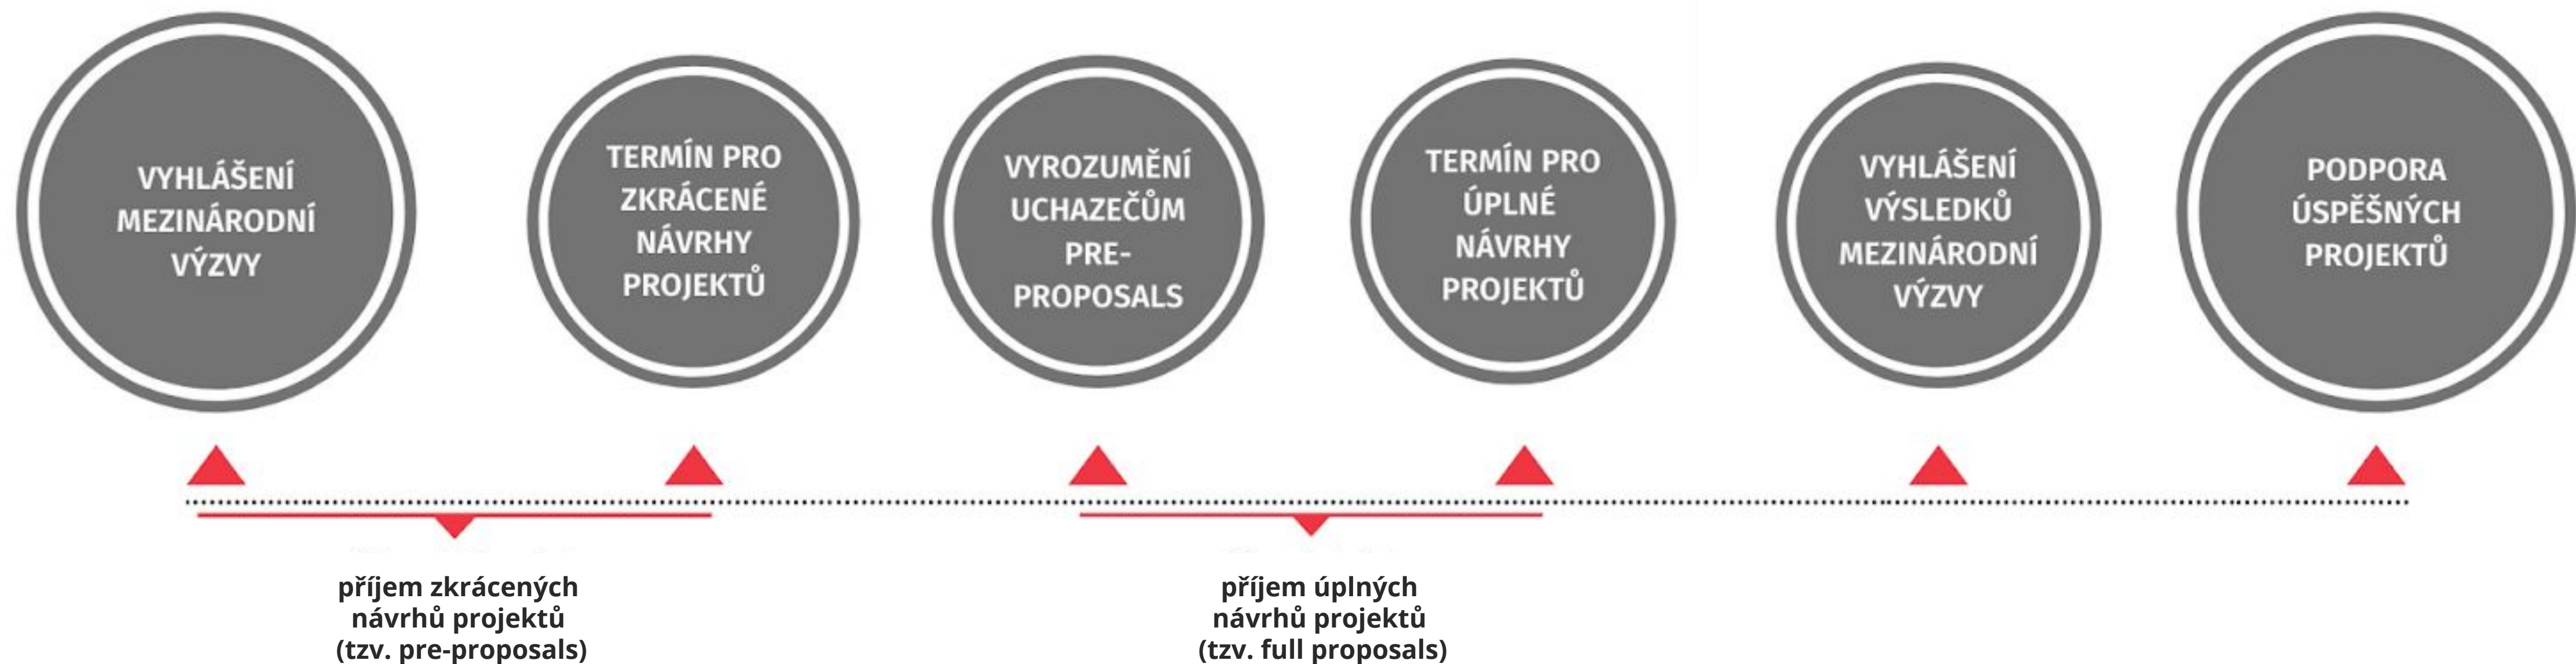 VYHLÁŠENÍ
MEZINÁRODNÍ
VÝZVY
TERMÍN PRO
ZKRÁCENÉ
NÁVRHY
PROJEKTŮ
VYROZUMĚNÍ
UCHAZEČŮM
PRE-
PROPOSALS
TERMÍN PRO
ÚPLNÉ
NÁVRHY
PROJEKTŮ
VYHLÁŠENÍ
VÝSLEDKŮ
MEZINÁRODNÍ
VÝZVY
PODPORA
ÚSPĚŠNÝCH
PROJEKTŮ
příjem zkrácených
návrhů projektů
(tzv. pre-proposals)
příjem úplných
návrhů projektů
(tzv. full proposals)